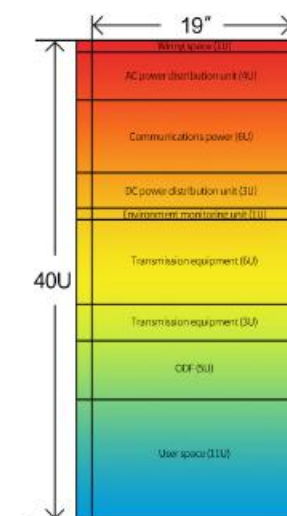 19"
Wiring space (1U)
AC power distribution unit (4U)
Communications power (6U)
DC power distribution unit (3U)
Environment monitoring unit (1U)
40U
Transmission equipment (6U)
Transmission equipment (3U)
ODF (5U)
User space (11U)